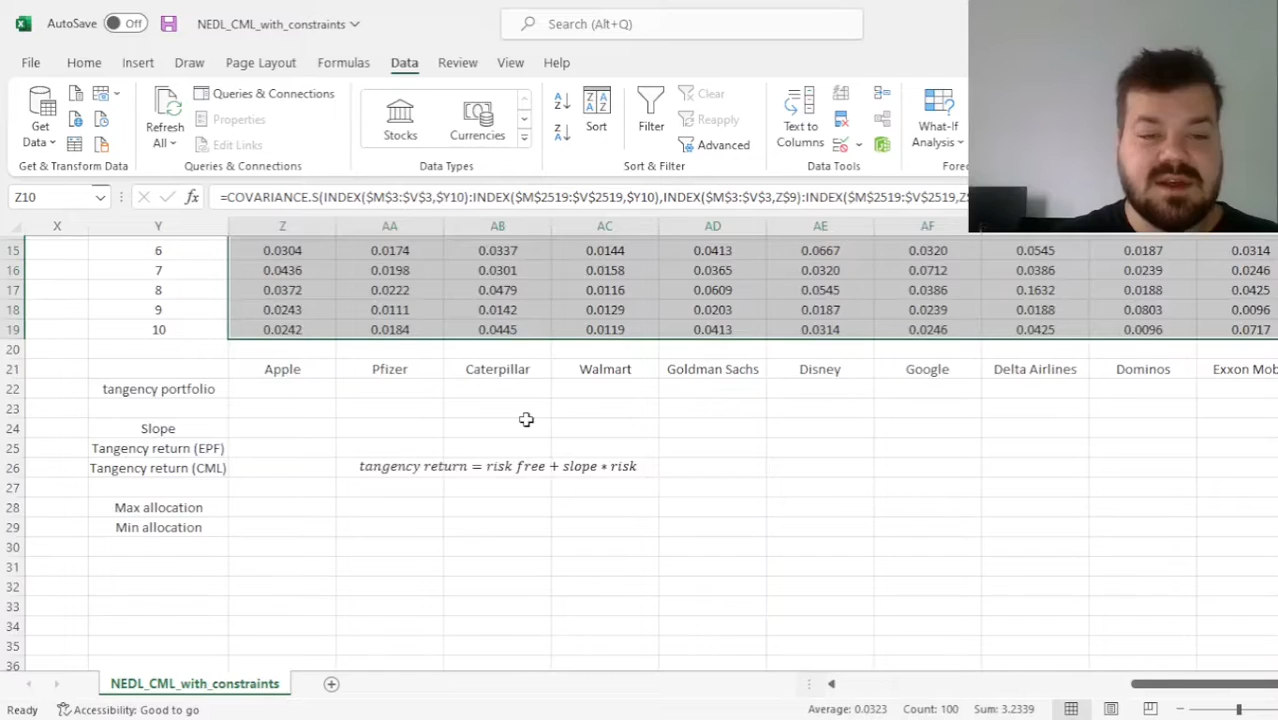 AutoSave Off NEDL_CML_with_constraints Search (Alt+Q)
File Home Insert Draw Page Layout Formulas Data Review View Help
Get Data
Refresh All
Queries & Connections
Properties
Edit Links
Stocks
Currencies
Sort
Filter
Clear
Reapply
Advanced
Text to Columns
What-If Analysis
Get & Transform Data Queries & Connections Data Types Sort & Filter Data Tools
Z10 fx =COVARIANCE.S(INDEX($M$3:$V$3,$Y10):INDEX($M$2519:$V$2519,$Y10),INDEX($M$3:$V$3,Z$9):INDEX($M$2519:$V$2519,Z
X Y Z AA AB AC AD AE AF
15 6 0.0304 0.0174 0.0337 0.0144 0.0413 0.0667 0.0320 0.0545 0.0187 0.0314
16 7 0.0436 0.0198 0.0301 0.0158 0.0365 0.0320 0.0712 0.0386 0.0239 0.0246
17 8 0.0372 0.0222 0.0479 0.0116 0.0609 0.0545 0.0386 0.1632 0.0188 0.0425
18 9 0.0243 0.0111 0.0142 0.0129 0.0203 0.0187 0.0239 0.0188 0.0803 0.0096
19 10 0.0242 0.0184 0.0445 0.0119 0.0413 0.0314 0.0246 0.0425 0.0096 0.0717
20
21 Apple Pfizer Caterpillar Walmart Goldman Sachs Disney Google Delta Airlines Dominos Exxon Mob
22 tangency portfolio
23
24 Slope
25 Tangency return (EPF)
26 Tangency return (CML) tangency return = risk free + slope * risk
27
28 Max allocation
29 Min allocation
30
31
32
33
34
35
36
NEDL_CML_with_constraints
Ready Accessibility: Good to go Average: 0.0323 Count: 100 Sum: 3.2339